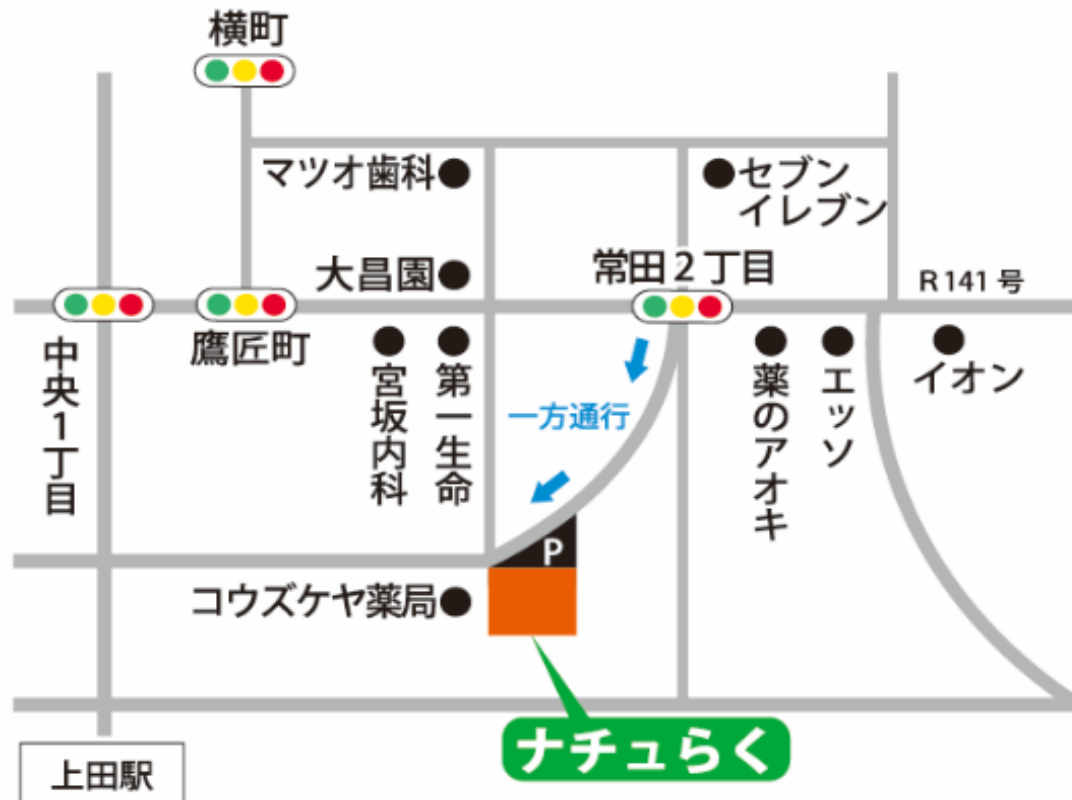 横町
マツオ歯科
セブン
イレブン
大昌園
常田2丁目
R141号
鷹匠町
中央1丁目
宮坂内科
第一生命
一方通行
薬のアオキ
エッソ
イオン
P
コウズケヤ薬局
ナチュらく
上田駅